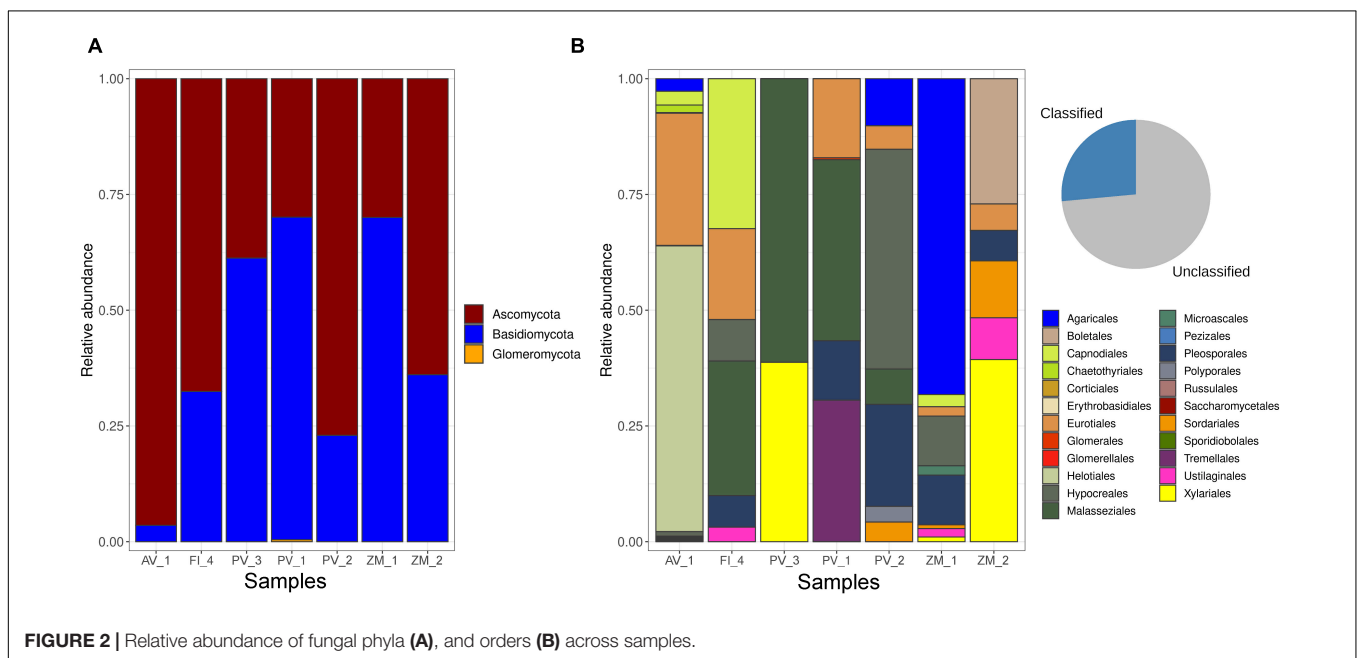 A
B
1.00
0.75
0.50
0.25
0.00
Relative abundance
AV_1 FI_4 PV_3 PV_1 PV_2 ZM_1 ZM_2
Samples
Ascomycota
Basidiomycota
Glomeromycota
1.00
0.75
0.50
0.25
0.00
Relative abundance
AV_1 FI_4 PV_3 PV_1 PV_2 ZM_1 ZM_2
Samples
Classified
Unclassified
Agaricales
Boletales
Capnodiales
Chaetothyriales
Corticiales
Erythrobasidiales
Eurotiales
Glomerales
Glomerellales
Helotiales
Hypocreales
Malasseziales
Microascales
Pezizales
Pleosporales
Polyporales
Russulales
Saccharomycetales
Sordariales
Sporidiobolales
Tremellales
Ustilaginales
Xylariales
FIGURE 2 | Relative abundance of fungal phyla (A), and orders (B) across samples.